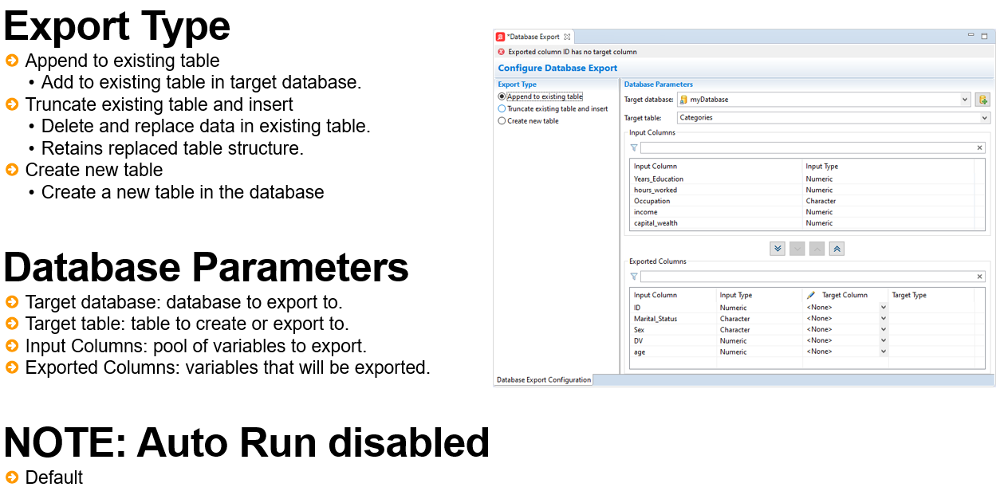 Export Type
Append to existing table
• Add to existing table in target database.
Truncate existing table and insert
• Delete and replace data in existing table.
• Retains replaced table structure.
Create new table
• Create a new table in the database
Database Parameters
Target database: database to export to.
Target table: table to create or export to.
Input Columns: pool of variables to export.
Exported Columns: variables that will be exported.
NOTE: Auto Run disabled
Default
*Database Export
Exported column ID has no target column
Configure Database Export
Export Type
Append to existing table
Truncate existing table and insert
Create new table
Database Parameters
Target database: myDatabase
Target table: Categories
Input Columns
Input Column Input Type
Years_Education Numeric
hours_worked Numeric
Occupation Character
income Numeric
capital_wealth Numeric
Exported Columns
Input Column Input Type Target Column Target Type
ID Numeric <None>
Marital_Status Character <None>
Sex Character <None>
DV Numeric <None>
age Numeric <None>
Database Export Configuration